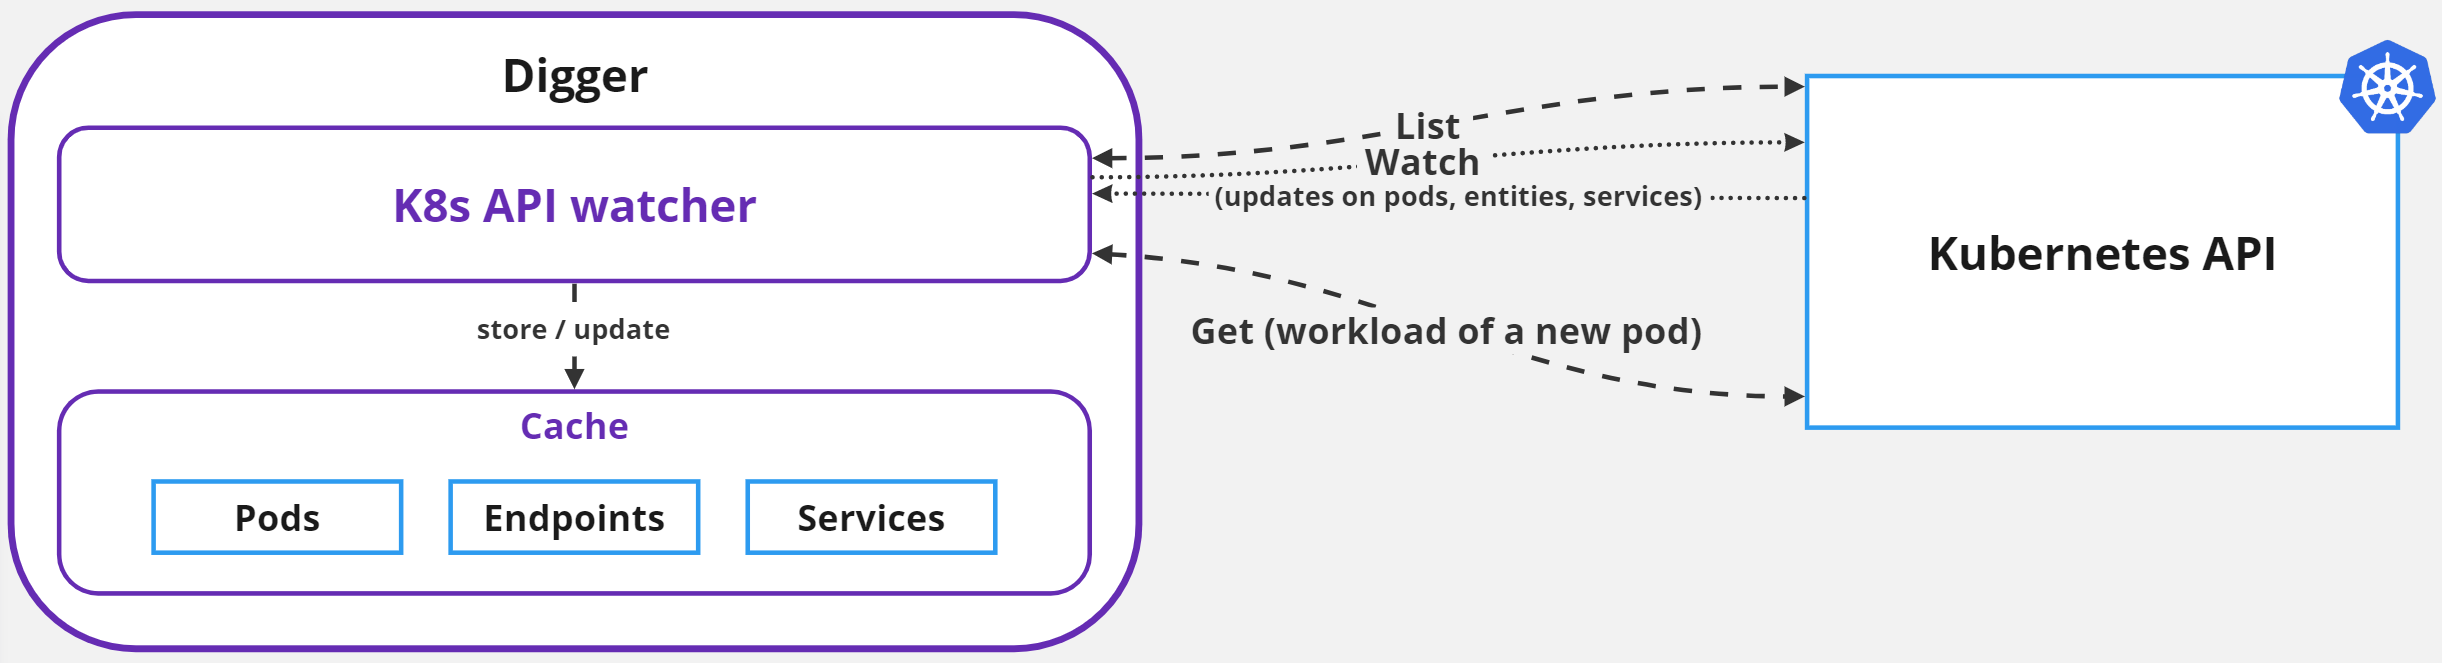 Digger
K8s API watcher
store / update
Cache
Pods
Endpoints
Services
List
Watch
(updates on pods, entities, services)
Get (workload of a new pod)
Kubernetes API